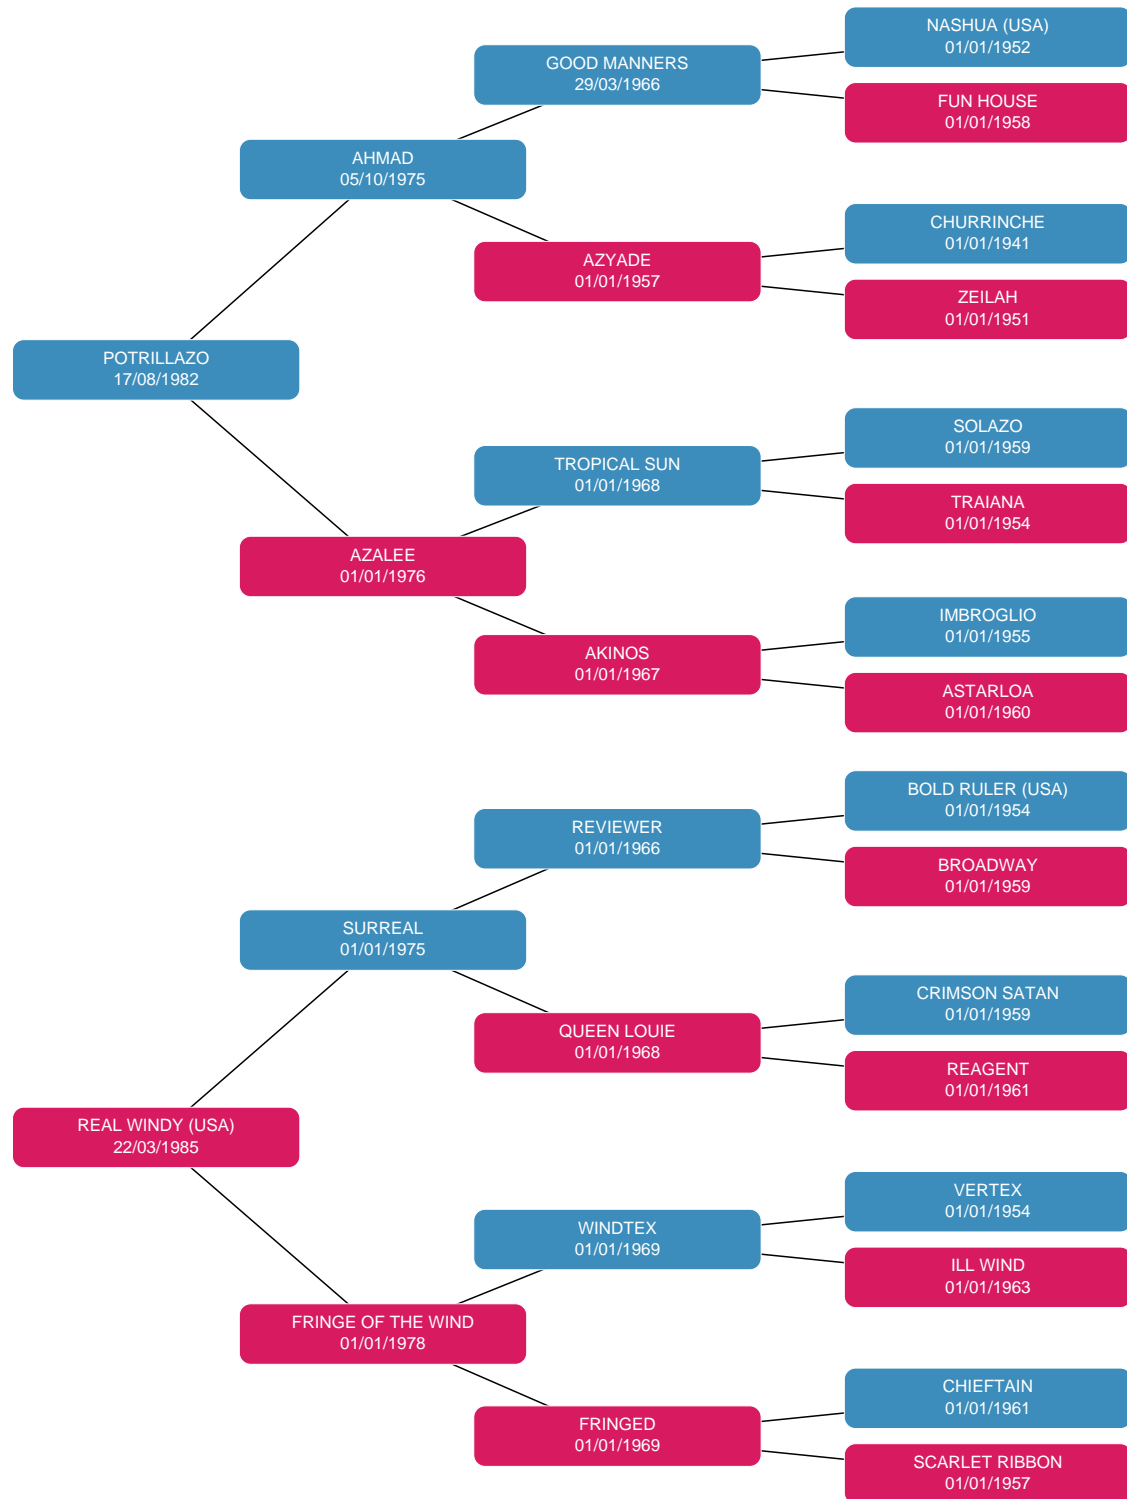 NASHUA (USA)
01/01/1952
GOOD MANNERS
29/03/1966
FUN HOUSE
01/01/1958
AHMAD
05/10/1975
CHURRINCHE
01/01/1941
AZYADE
01/01/1957
ZEILAH
01/01/1951
POTRILLAZO
17/08/1982
SOLAZO
01/01/1959
TROPICAL SUN
01/01/1968
TRAIANA
01/01/1954
AZALEE
01/01/1976
IMBROGLIO
01/01/1955
AKINOS
01/01/1967
ASTARLOA
01/01/1960
BOLD RULER (USA)
01/01/1954
REVIEWER
01/01/1966
BROADWAY
01/01/1959
SURREAL
01/01/1975
CRIMSON SATAN
01/01/1959
QUEEN LOUIE
01/01/1968
REAGENT
01/01/1961
REAL WINDY (USA)
22/03/1985
VERTEX
01/01/1954
WINDTEX
01/01/1969
ILL WIND
01/01/1963
FRINGE OF THE WIND
01/01/1978
CHIEFTAIN
01/01/1961
FRINGED
01/01/1969
SCARLET RIBBON
01/01/1957